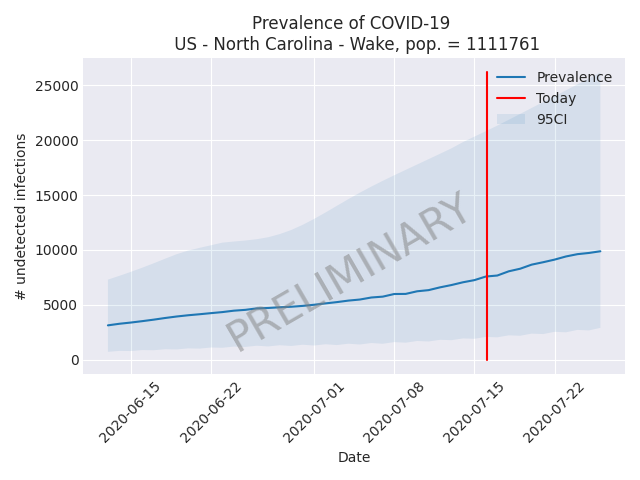 Prevalence of COVID-19
US - North Carolina - Wake, pop. = 1111761
Prevalence
Today
95CI
# undetected infections
25000
20000
15000
10000
5000
0
PRELIMINARY
2020-06-15
2020-06-22
2020-07-01
2020-07-08
2020-07-15
2020-07-22
Date